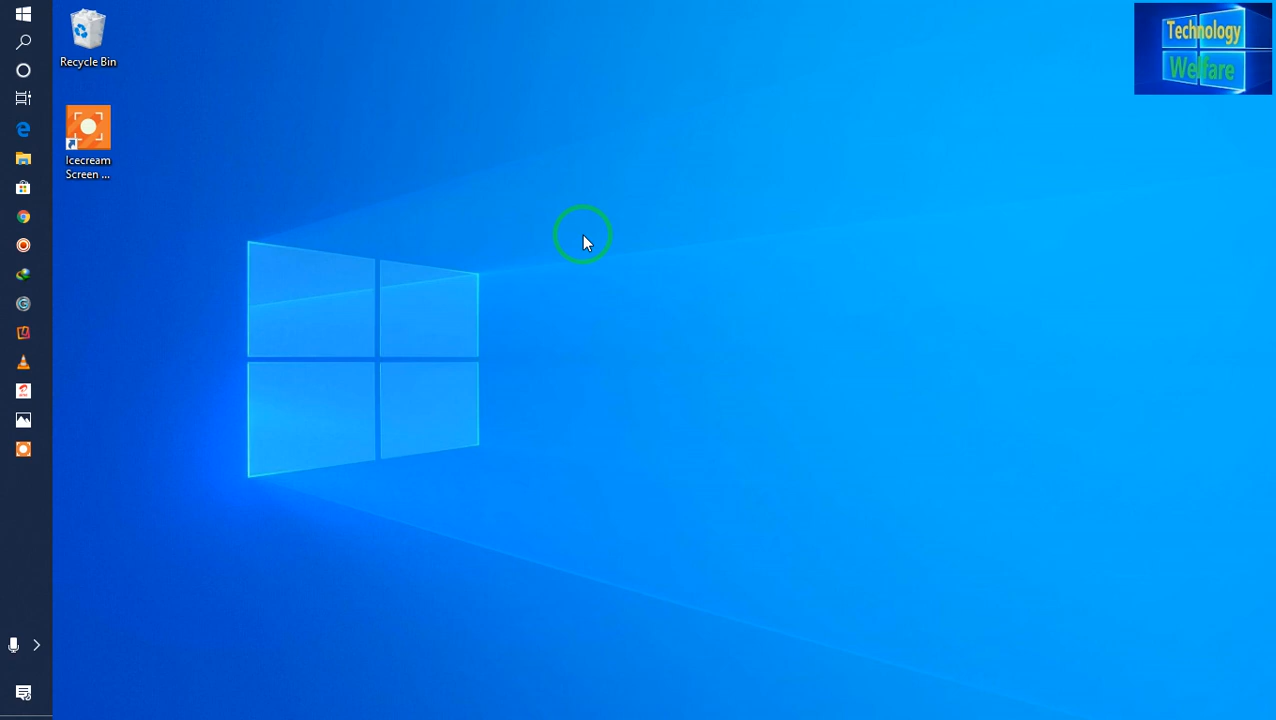 Recycle Bin
Icecream
Screen ...
Technology
Welfare